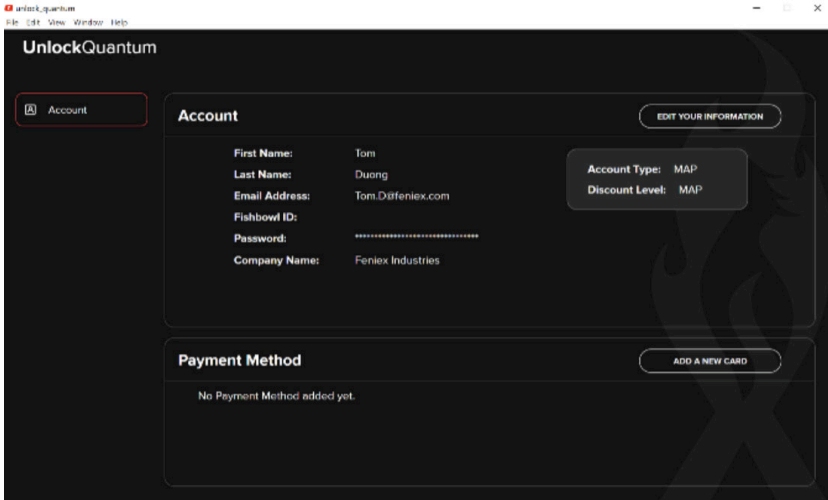 unlock_quantum
File Edit View Window Help
UnlockQuantum
Account
Account
EDIT YOUR INFORMATION
First Name: Tom
Last Name: Duong
Email Address: Tom.D@feniex.com
Fishbowl ID:
Password: ********************************
Company Name: Feniex Industries
Account Type: MAP
Discount Level: MAP
Payment Method
ADD A NEW CARD
No Payment Method added yet.